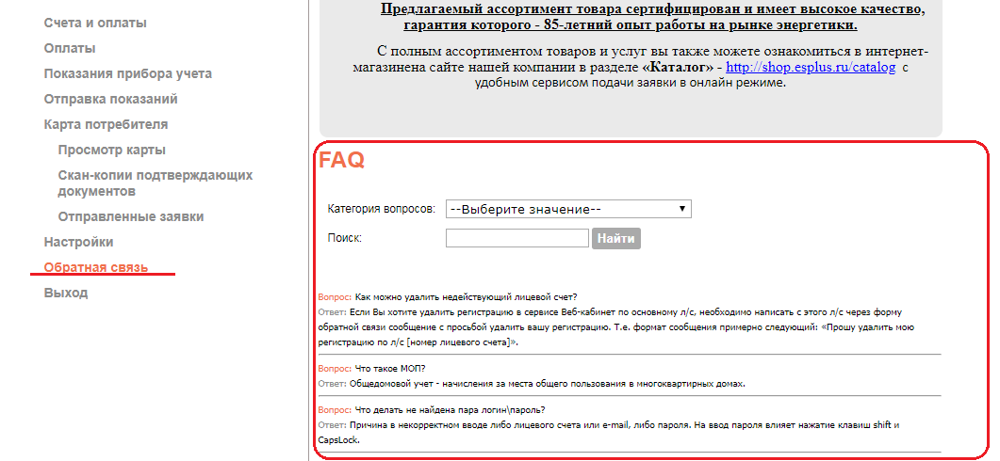 Счета и оплаты
Оплаты
Показания прибора учета
Отправка показаний
Карта потребителя
Просмотр карты
Скан-копии подтверждающих
документов
Отправленные заявки
Настройки
Обратная связь
Выход
Предлагаемый ассортимент товара сертифицирован и имеет высокое качество,
гарантия которого - 85-летний опыт работы на рынке энергетики.
С полным ассортиментом товаров и услуг вы также можете ознакомиться в интернет-
магазинена сайте нашей компании в разделе «Каталог» - http://shop.esplus.ru/catalog с
удобным сервисом подачи заявки в онлайн режиме.
FAQ
Категория вопросов: --Выберите значение--
Поиск: Найти
Вопрос: Как можно удалить недействующий лицевой счет?
Ответ: Если Вы хотите удалить регистрацию в сервисе Веб-кабинет по основному л/с, необходимо написать с этого л/с через форму
обратной связи сообщение с просьбой удалить вашу регистрацию. Т.е. формат сообщения примерно следующий: «Прошу удалить мою
регистрацию по л/с [номер лицевого счета]».
Вопрос: Что такое МОП?
Ответ: Общедомовой учет - начисления за места общего пользования в многоквартирных домах.
Вопрос: Что делать не найдена пара логин\пароль?
Ответ: Причина в некорректном вводе либо лицевого счета или e-mail, либо пароля. На ввод пароля влияет нажатие клавиш shift и
CapsLock.